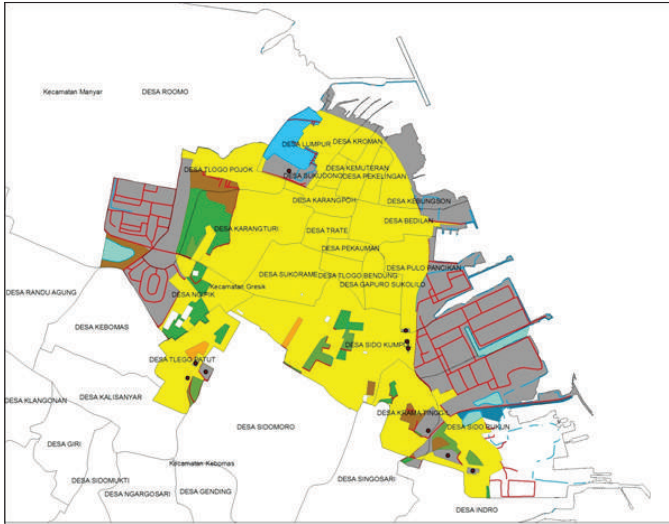 Kecamatan Manyar
DESA ROOMO
DESA KROMAN
DESA LUMPUR
DESA TLOGO POJOK
DESA KEMUTERAN
DESA SUKUDONO
DESA PEKELINGAN
DESA KARANGPOH
DESA KEBUNGSON
DESA KARANGTURI
DESA TRATE
DESA BEDILAN
DESA PEKAUMAN
DESA PULO PANCIKAN
DESA SUKORAME
DESA TLOGO BENDUNG
DESA GAPURO SUKOLILO
Kecamatan Gresik
DESA RANDU AGUNG
DESA NGIPIK
DESA KEBOMAS
DESA SIDO KUMPUL
DESA TLEGO PATUT
DESA KLANGONAN
DESA KALISANYAR
DESA KRAMA INGGIL
DESA SIDOMORO
DESA SIDO RUKUN
DESA GIRI
Kecamatan Kebomas
DESA SIDOMUKTI
DESA SINGOSARI
DESA NGARGOSARI
DESA GENDING
DESA INDRO